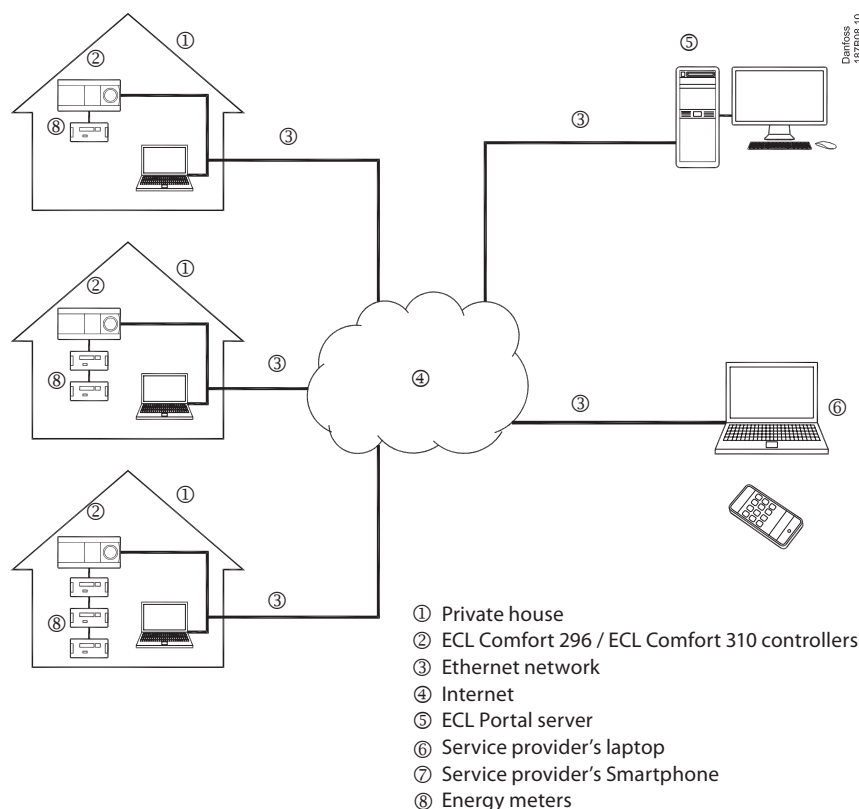 ①
②
⑧
③
①
②
⑧
③
①
②
⑧
③
④
⑤
③
③
⑥
Danfoss
① Private house
② ECL Comfort 296 / ECL Comfort 310 controllers
③ Ethernet network
④ Internet
⑤ ECL Portal server
⑥ Service provider's laptop
⑦ Service provider's Smartphone
⑧ Energy meters